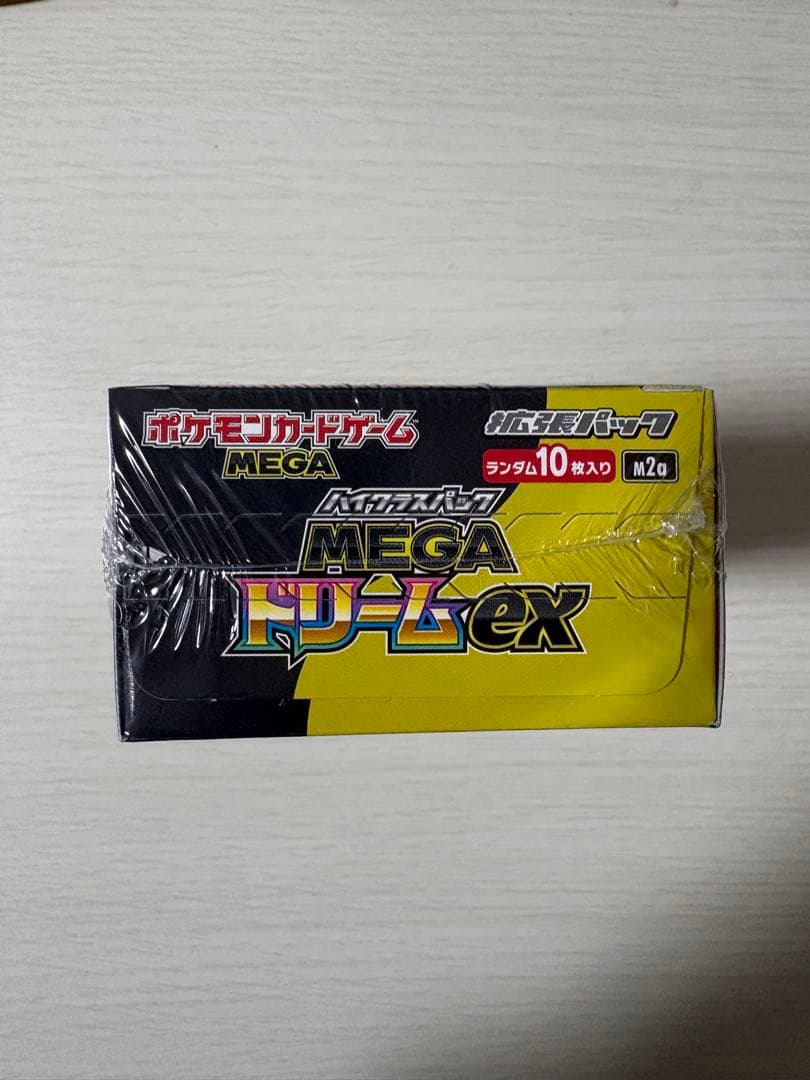 ポケモンカードゲーム
MEGA
拡張パック
ランダム10枚入り M2a
ハイクラスパック
MEGA
ドリームex